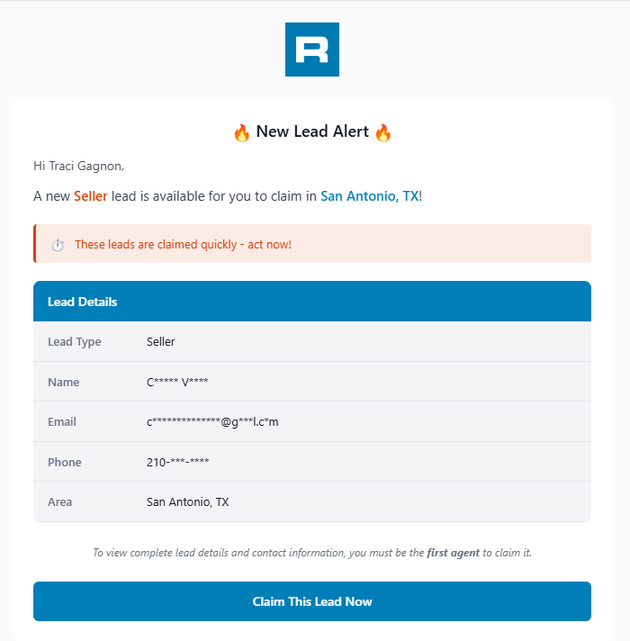 R
🔥 New Lead Alert 🔥
Hi Traci Gagnon,
A new Seller lead is available for you to claim in San Antonio, TX!
⏱️ These leads are claimed quickly - act now!
Lead Details
Lead Type Seller
Name C***** V****
Email c**************@g***l.c*m
Phone 210-***-****
Area San Antonio, TX
To view complete lead details and contact information, you must be the first agent to claim it.
Claim This Lead Now